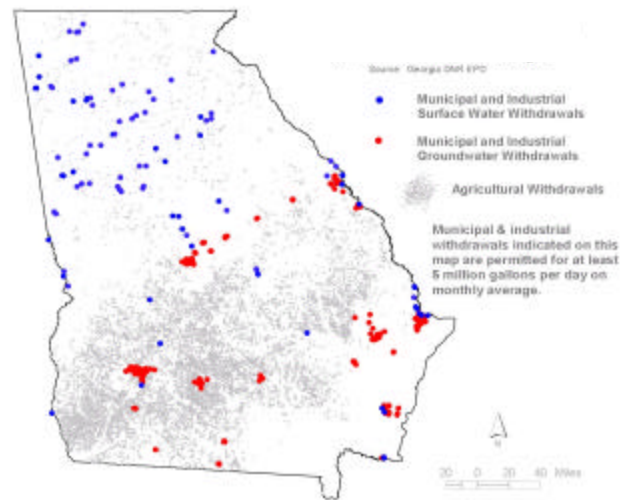 Source: Georgia DNR EPD
Municipal and Industrial
Surface Water Withdrawals
Municipal and Industrial
Groundwater Withdrawals
Agricultural Withdrawals
Municipal & industrial
withdrawals indicated on this
map are permitted for at least
5 million gallons per day on
monthly average.
N
20 0 20 40 Miles